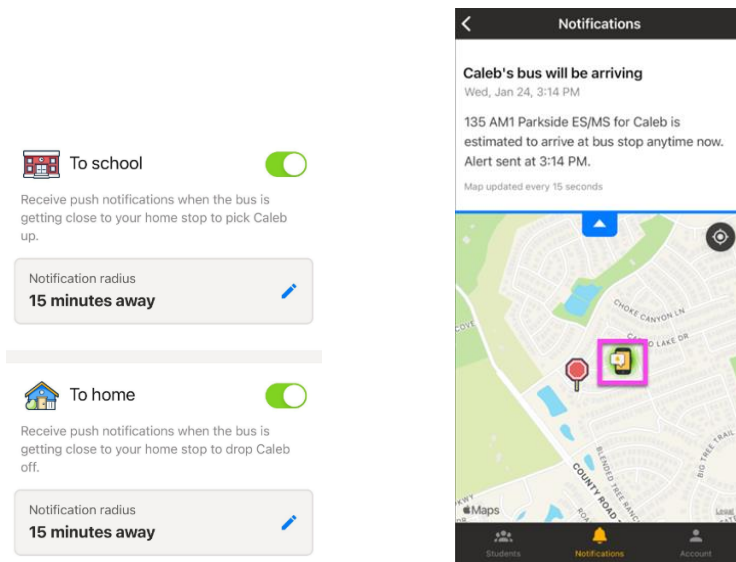 To school
Receive push notifications when the bus is
getting close to your home stop to pick Caleb
up.
Notification radius
15 minutes away
To home
Receive push notifications when the bus is
getting close to your home stop to drop Caleb
off.
Notification radius
15 minutes away
Notifications
Caleb's bus will be arriving
Wed, Jan 24, 3:14 PM
135 AM1 Parkside ES/MS for Caleb is
estimated to arrive at bus stop anytime now.
Alert sent at 3:14 PM.
Map updated every 15 seconds
CHOKE CANYON LN
LAKE DR
COVE
BIG TREE TRAIL
BLENDED TREE RANC
COUNTY ROAD
Maps
Legal
Students
Notifications
Account